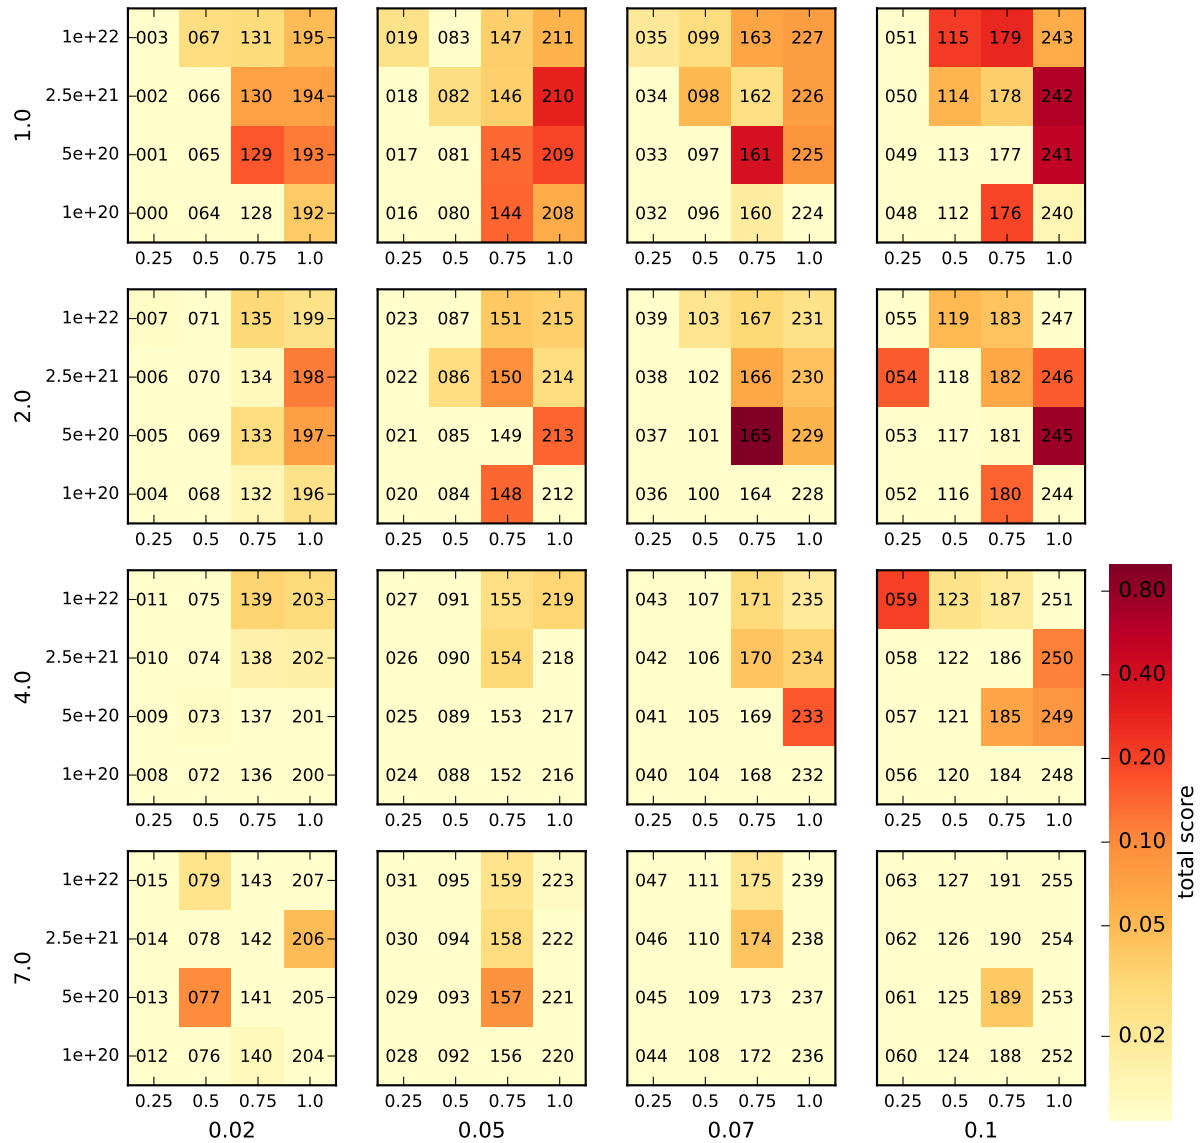 1e+22 003 067 131 195 019 083 147 211 035 099 163 227 051 115 179 243
2.5e+21 002 066 130 194 018 082 146 210 034 098 162 226 050 114 178 242
1.0
5e+20 001 065 129 193 017 081 145 209 033 097 161 225 049 113 177 241
1e+20 000 064 128 192 016 080 144 208 032 096 160 224 048 112 176 240
0.25 0.5 0.75 1.0 0.25 0.5 0.75 1.0 0.25 0.5 0.75 1.0 0.25 0.5 0.75 1.0
1e+22 007 071 135 199 023 087 151 215 039 103 167 231 055 119 183 247
2.5e+21 006 070 134 198 022 086 150 214 038 102 166 230 054 118 182 246
2.0
5e+20 005 069 133 197 021 085 149 213 037 101 165 229 053 117 181 245
1e+20 004 068 132 196 020 084 148 212 036 100 164 228 052 116 180 244
0.25 0.5 0.75 1.0 0.25 0.5 0.75 1.0 0.25 0.5 0.75 1.0 0.25 0.5 0.75 1.0
1e+22 011 075 139 203 027 091 155 219 043 107 171 235 059 123 187 251
2.5e+21 010 074 138 202 026 090 154 218 042 106 170 234 058 122 186 250
4.0
5e+20 009 073 137 201 025 089 153 217 041 105 169 233 057 121 185 249
1e+20 008 072 136 200 024 088 152 216 040 104 168 232 056 120 184 248
0.25 0.5 0.75 1.0 0.25 0.5 0.75 1.0 0.25 0.5 0.75 1.0 0.25 0.5 0.75 1.0
1e+22 015 079 143 207 031 095 159 223 047 111 175 239 063 127 191 255
2.5e+21 014 078 142 206 030 094 158 222 046 110 174 238 062 126 190 254
7.0
5e+20 013 077 141 205 029 093 157 221 045 109 173 237 061 125 189 253
1e+20 012 076 140 204 028 092 156 220 044 108 172 236 060 124 188 252
0.25 0.5 0.75 1.0 0.25 0.5 0.75 1.0 0.25 0.5 0.75 1.0 0.25 0.5 0.75 1.0
0.02 0.05 0.07 0.1
0.80
0.40
0.20
0.10
0.05
0.02
total score